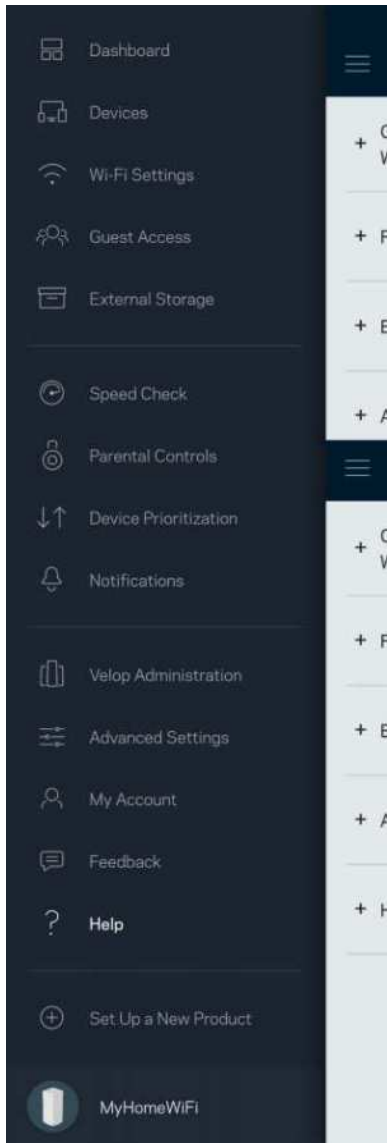 Dashboard
Devices
Wi-Fi Settings
Guest Access
External Storage
Speed Check
Parental Controls
Device Prioritization
Notifications
Velop Administration
Advanced Settings
My Account
Feedback
Help
Set Up a New Product
MyHomeWiFi